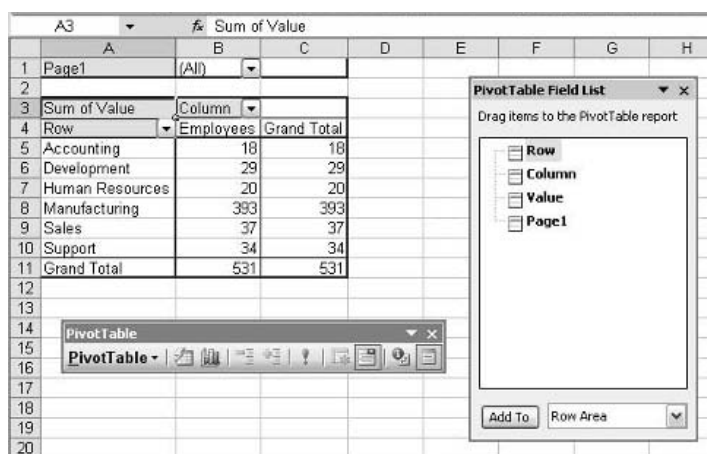 A3 fx Sum of Value
A B C D E F G H
1 Page1 (All)
2
3 Sum of Value Column
4 Row Employees Grand Total
5 Accounting 18 18
6 Development 29 29
7 Human Resources 20 20
8 Manufacturing 393 393
9 Sales 37 37
10 Support 34 34
11 Grand Total 531 531
12
13
14
15
16
17
18
19
20
PivotTable
PivotTable
PivotTable Field List
Drag items to the PivotTable report
Row
Column
Value
Page1
Add To Row Area